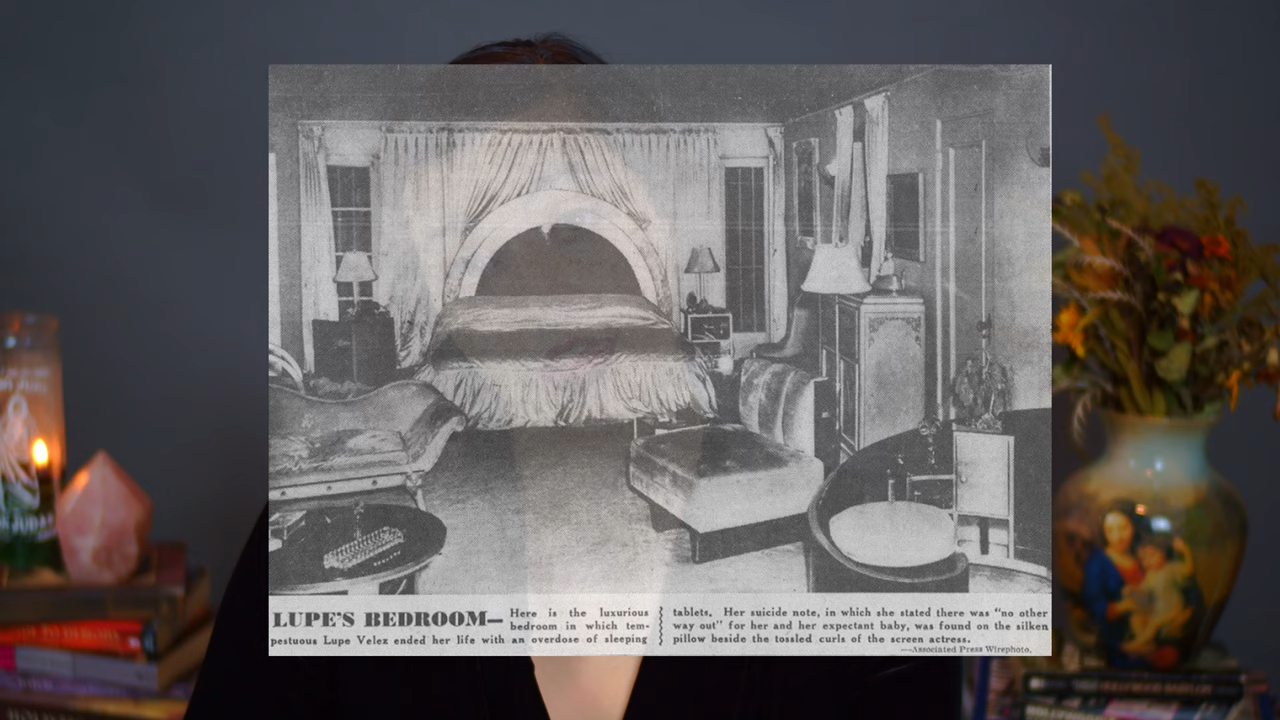 LUPE'S BEDROOM— Here is the luxurious
bedroom in which tem-
pestuous Lupe Velez ended her life with an overdose of sleeping
tablets. Her suicide note, in which she stated there was "no other
way out" for her and her expectant baby, was found on the silken
pillow beside the tossled curls of the screen actress.
—Associated Press Wirephoto.